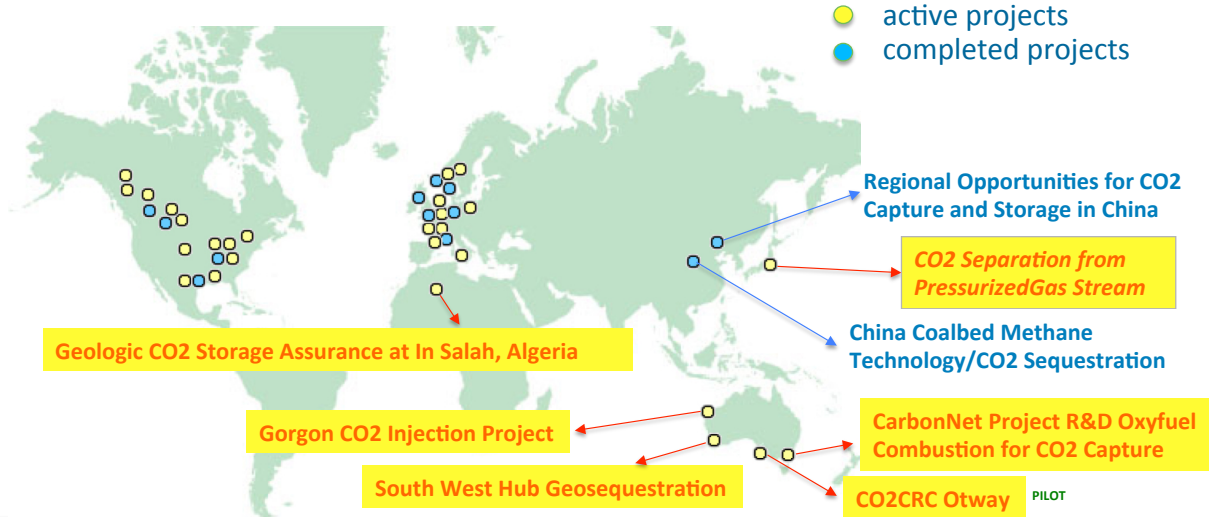 active projects
completed projects
Regional Opportunities for CO2
Capture and Storage in China
CO2 Separation from
PressurizedGas Stream
Geologic CO2 Storage Assurance at In Salah, Algeria
China Coalbed Methane
Technology/CO2 Sequestration
Gorgon CO2 Injection Project
CarbonNet Project R&D Oxyfuel
Combustion for CO2 Capture
South West Hub Geosequestration
CO2CRC Otway PILOT